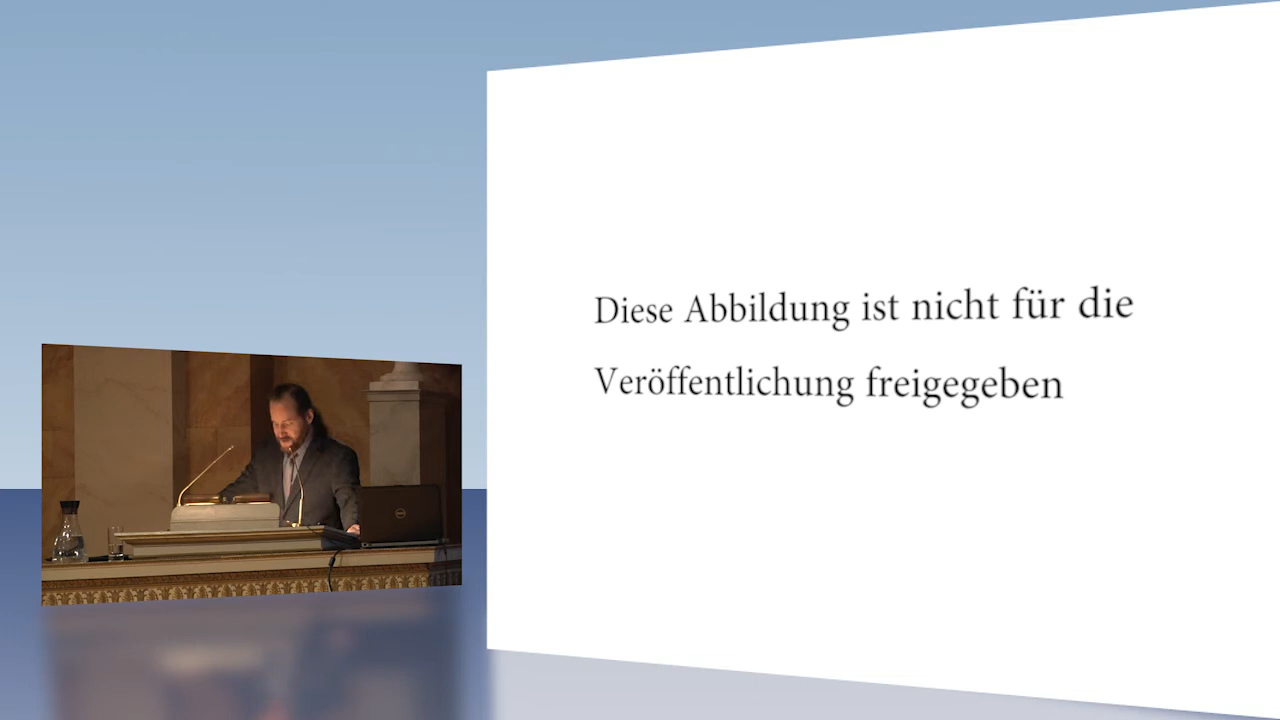 Diese Abbildung ist nicht für die
Veröffentlichung freigegeben